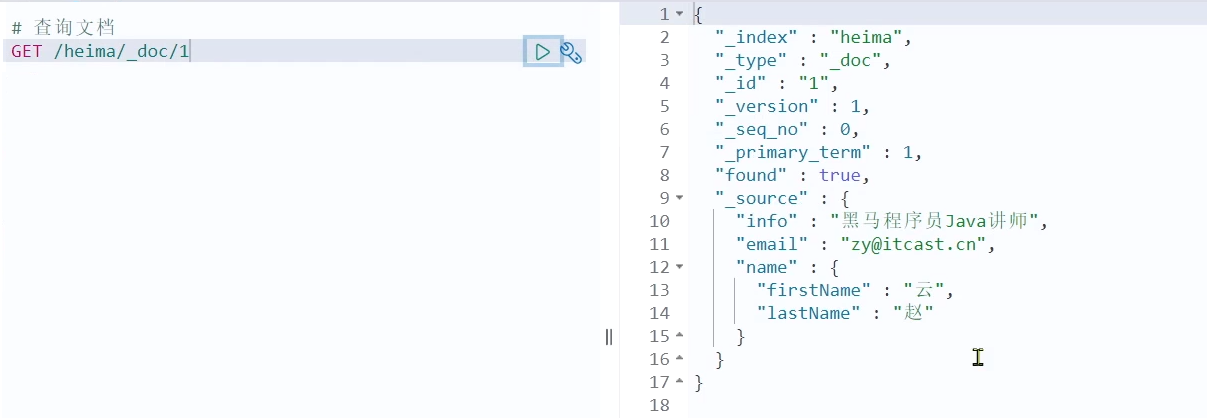 # 查询文档
GET /heima/_doc/1
1 {
2 "_index" : "heima",
3 "_type" : "_doc",
4 "_id" : "1",
5 "_version" : 1,
6 "_seq_no" : 0,
7 "_primary_term" : 1,
8 "found" : true,
9 "_source" : {
10 "info" : "黑马程序员Java讲师",
11 "email" : "zy@itcast.cn",
12 "name" : {
13 "firstName" : "云",
14 "lastName" : "赵"
15 }
16 }
17 }
18